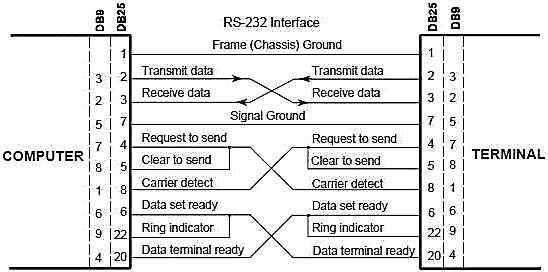 DB9 DB25 RS-232 Interface DB25 DB9
1 Frame (Chassis) Ground 1
3 2 Transmit data Transmit data 2 3
2 3 Receive data Receive data 3 2
5 7 Signal Ground 7 5
7 4 Request to send Request to send 4 7
COMPUTER TERMINAL
8 5 Clear to send Clear to send 5 8
1 8 Carrier detect Carrier detect 8 1
6 6 Data set ready Data set ready 6 6
9 22 Ring indicator Ring indicator 22 9
4 20 Data terminal ready Data terminal ready 20 4